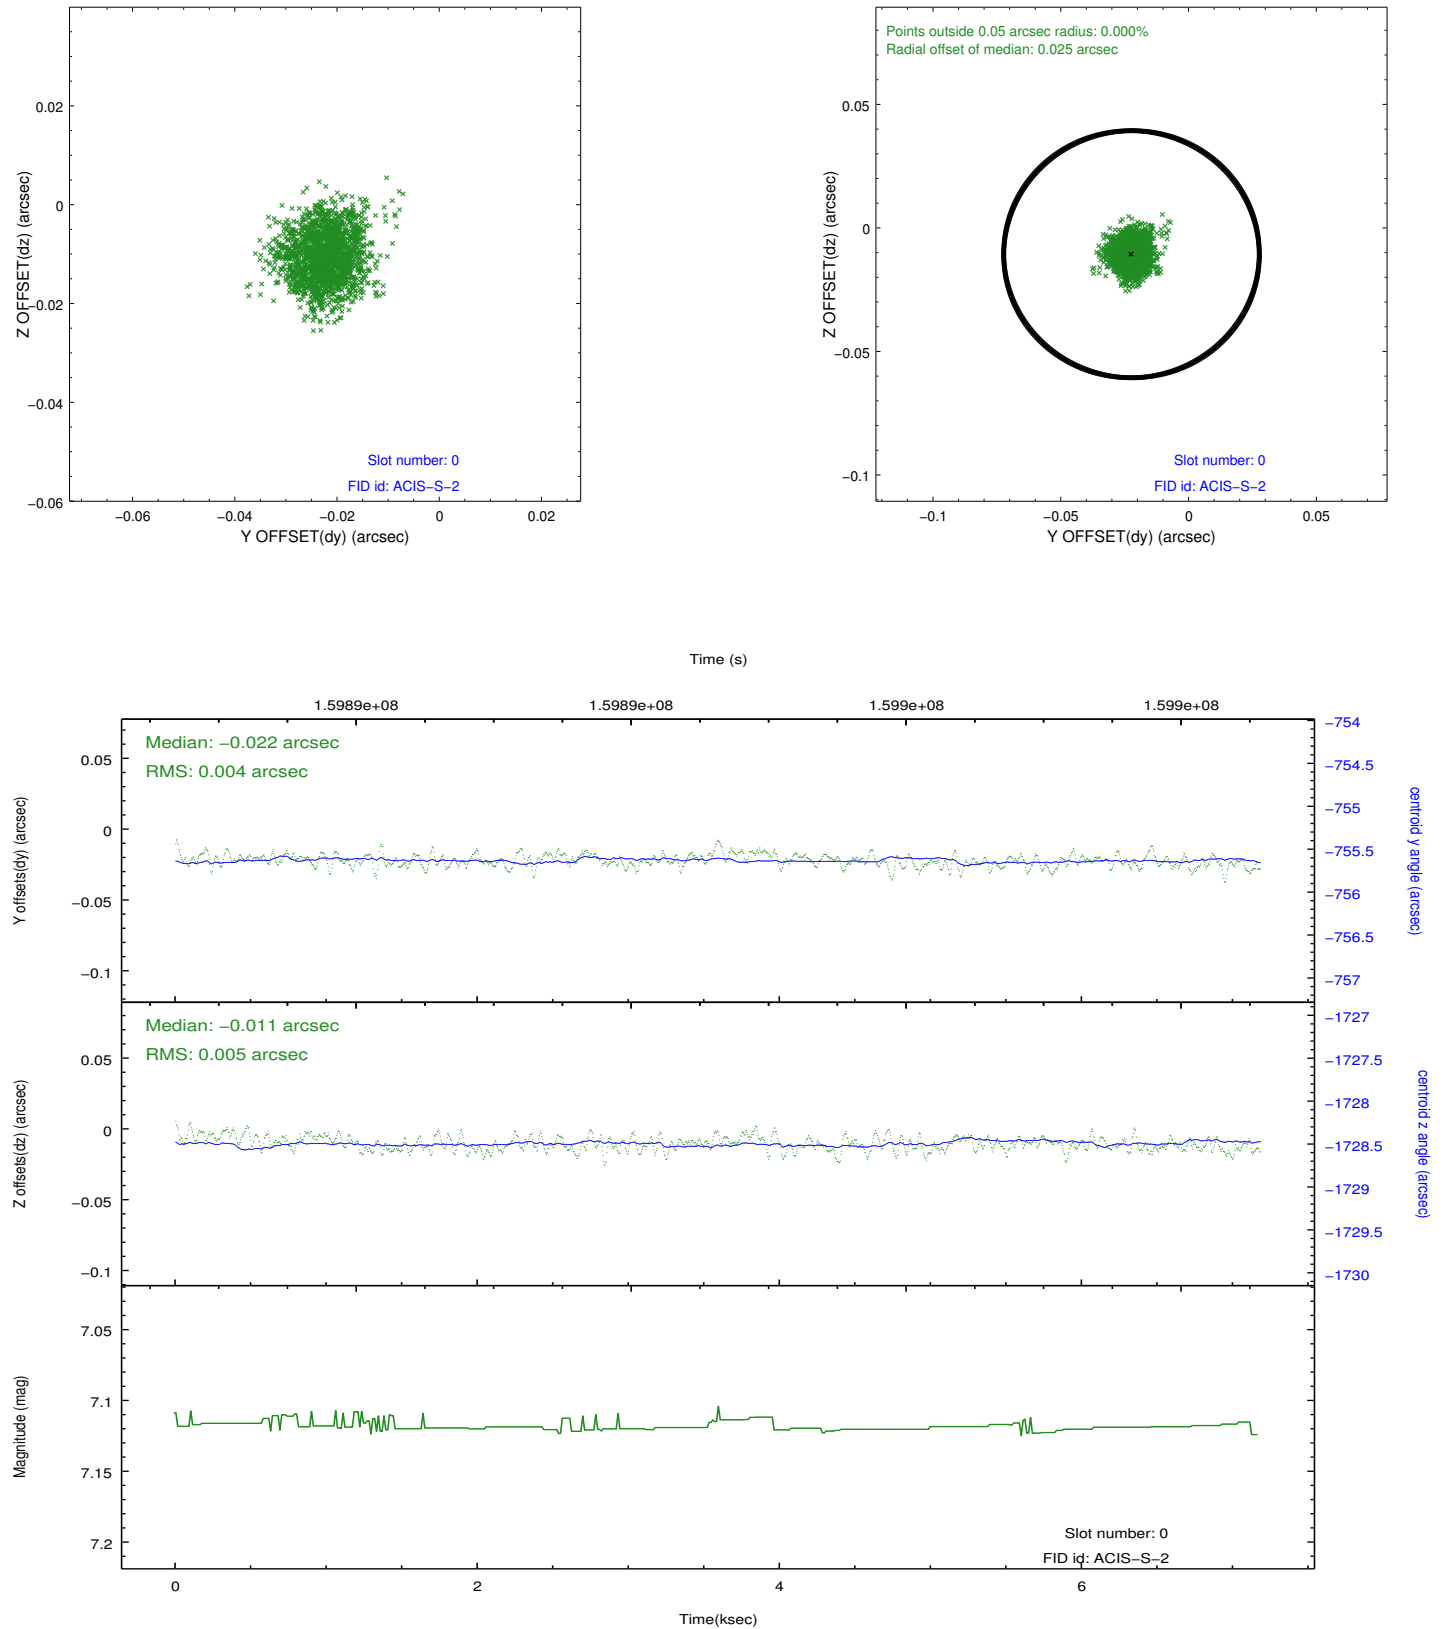 0.02
0
−0.02
−0.04
−0.06
Z OFFSET(dz) (arcsec)
Slot number: 0
FID id: ACIS−S−2
−0.06 −0.04 −0.02 0 0.02
Y OFFSET(dy) (arcsec)
Points outside 0.05 arcsec radius: 0.000%
Radial offset of median: 0.025 arcsec
0.05
0
−0.05
−0.1
Z OFFSET(dz) (arcsec)
Slot number: 0
FID id: ACIS−S−2
−0.1 −0.05 0 0.05
Y OFFSET(dy) (arcsec)
Time (s)
1.5989e+08 1.5989e+08 1.599e+08 1.599e+08
Median: −0.022 arcsec
RMS: 0.004 arcsec
0.05
0
−0.05
−0.1
Y offsets(dy) (arcsec)
−754
−754.5
−755
−755.5
−756
−756.5
−757
centroid y angle (arcsec)
Median: −0.011 arcsec
RMS: 0.005 arcsec
0.05
0
−0.05
−0.1
Z offsets(dz) (arcsec)
−1727
−1727.5
−1728
−1728.5
−1729
−1729.5
−1730
centroid z angle (arcsec)
7.05
7.1
7.15
7.2
Magnitude (mag)
Slot number: 0
FID id: ACIS−S−2
0 2 4 6
Time(ksec)